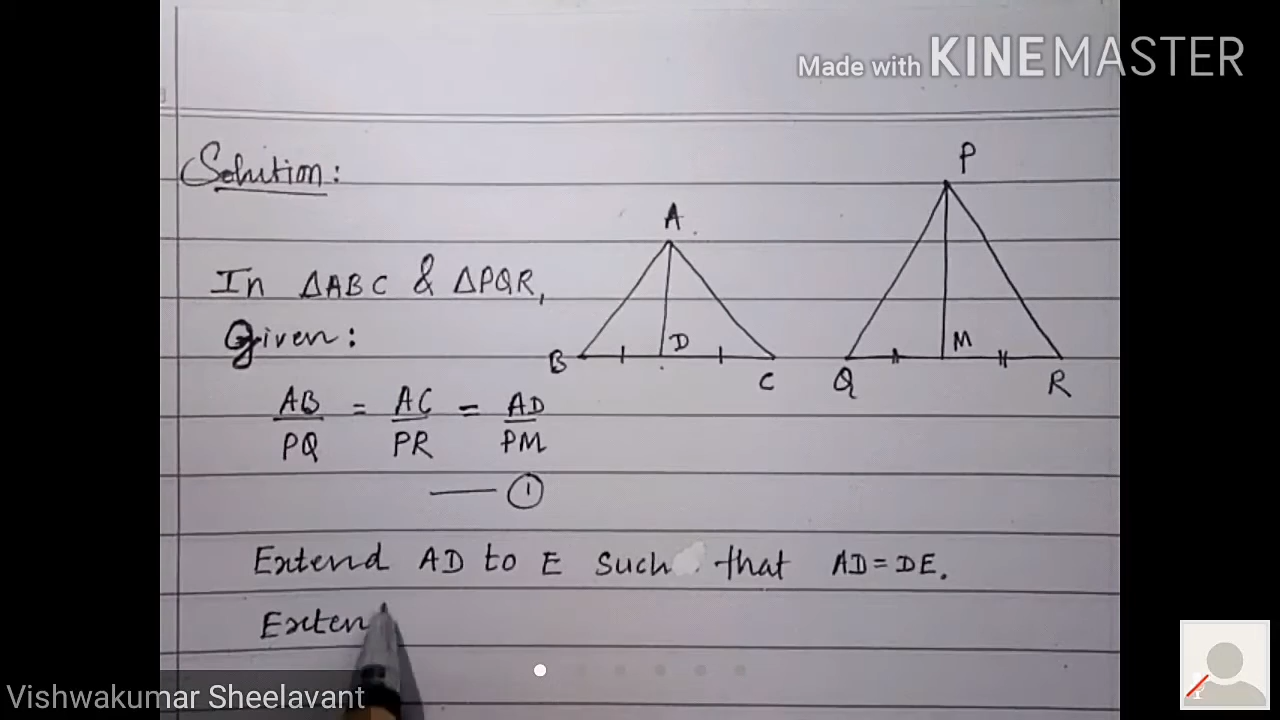 Made with KINEMASTER
Solution:
P
A
In ΔABC & ΔPQR,
Given:
B D C
Q M R
AB/PQ = AC/PR = AD/PM
—— ①
Extend AD to E such that AD = DE.
Exten
Vishwakumar Sheelavant